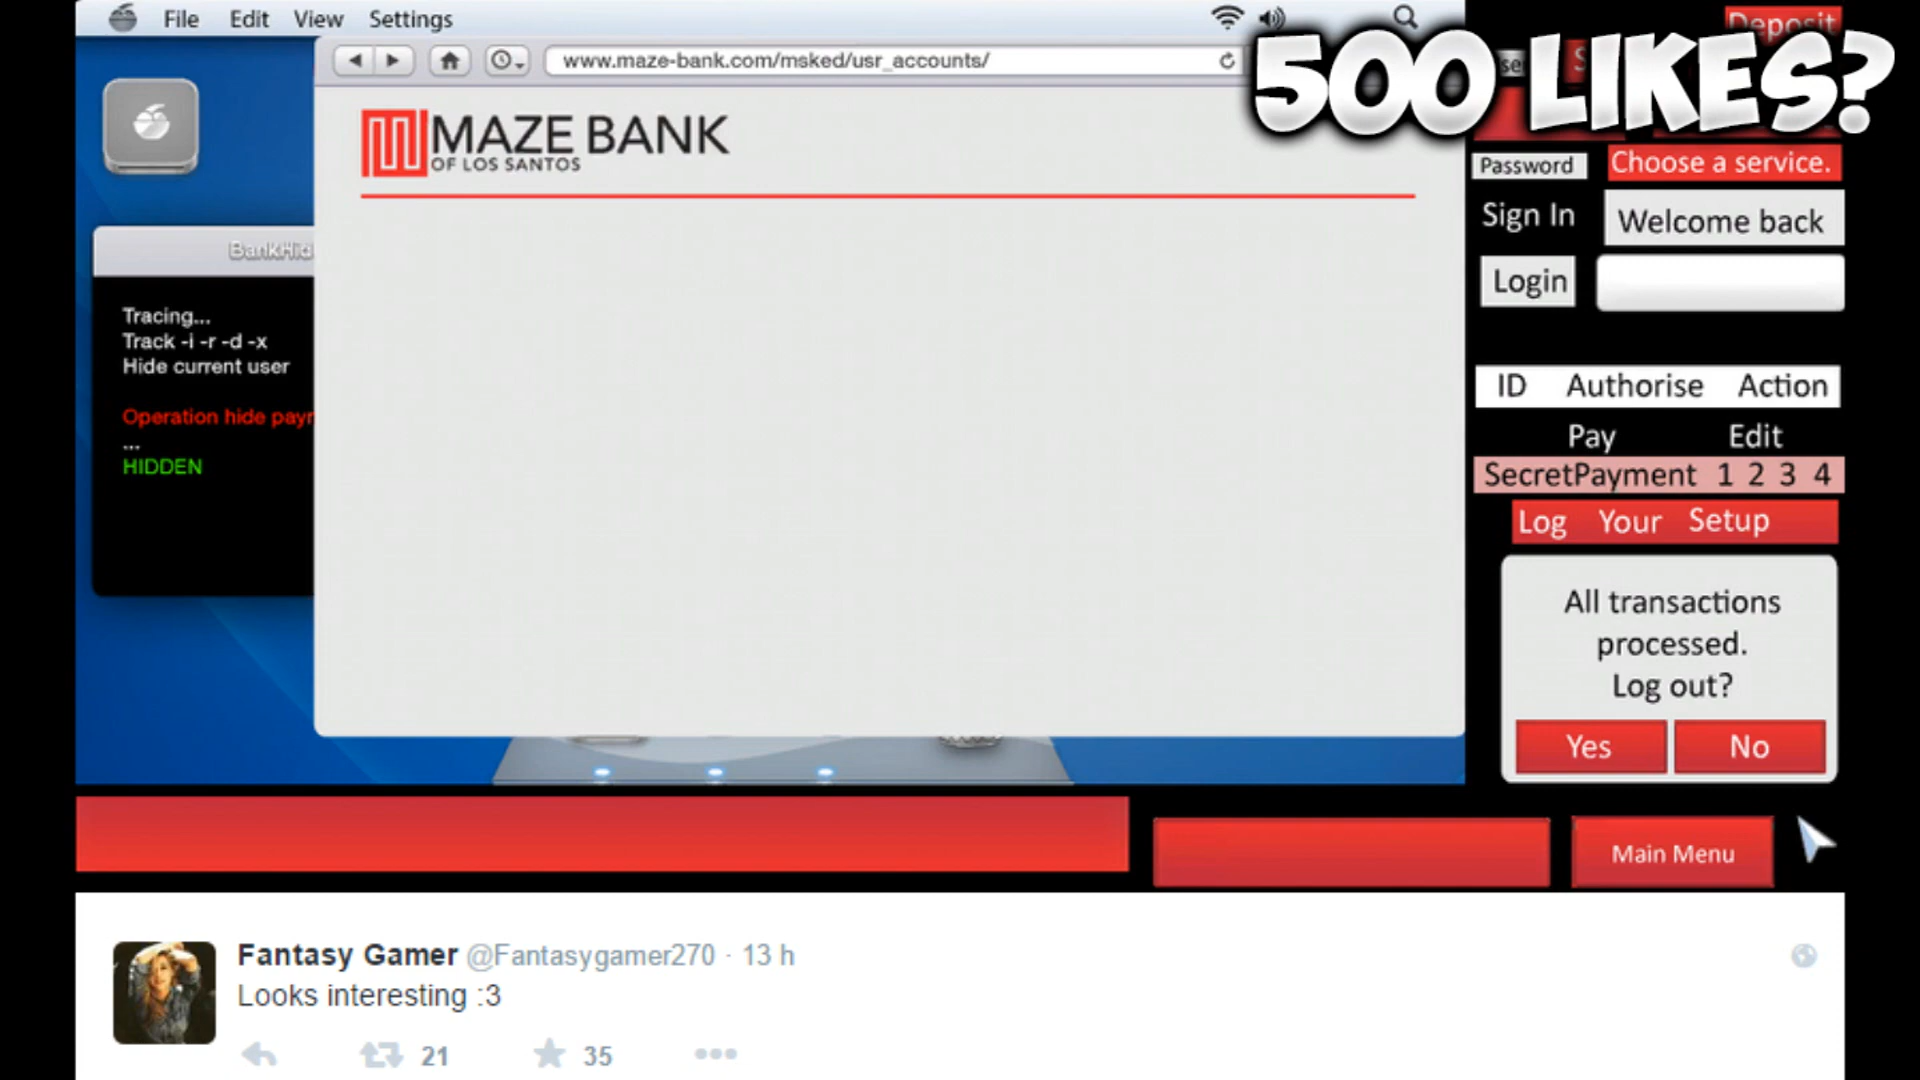 File Edit View Settings
Deposit
www.maze-bank.com/msked/usr_accounts/
500 LIKES?
MAZE BANK
OF LOS SANTOS
Password
Choose a service.
Sign In
Welcome back
Login
Tracing...
Track -i -r -d -x
Hide current user
HIDDEN
Operation hide
ID Authorise Action
Pay Edit
SecretPayment 1 2 3 4
Log Your Setup
All transactions
processed.
Log out?
Yes No
Main Menu
Fantasy Gamer @Fantasygamer270 · 13 h
Looks interesting :3
21 35